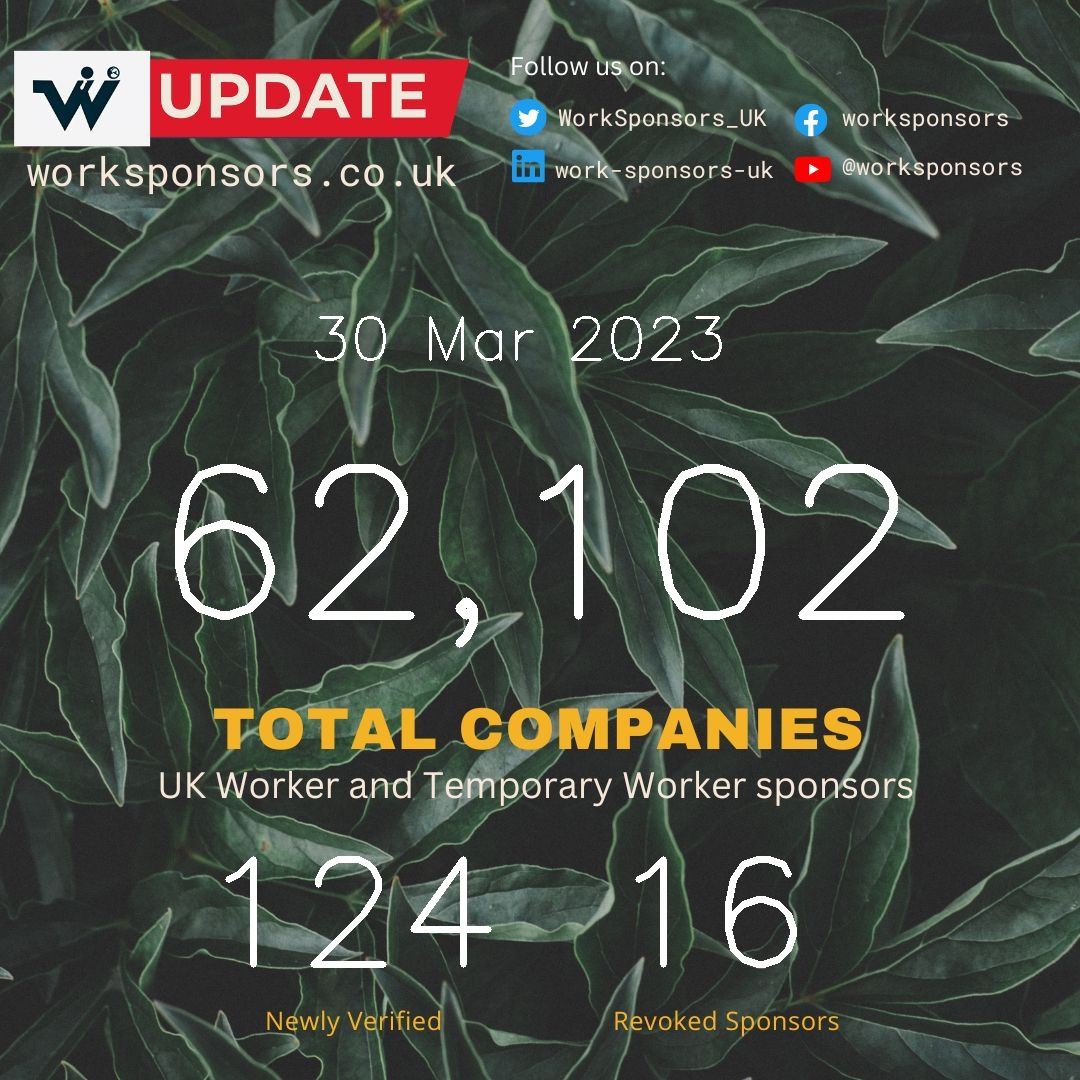 W UPDATE
worksponsors.co.uk
Follow us on:
WorkSponsors_UK
worksponsors
work-sponsors-uk
@worksponsors
30 Mar 2023
62,102
TOTAL COMPANIES
UK Worker and Temporary Worker sponsors
124 16
Newly Verified Revoked Sponsors